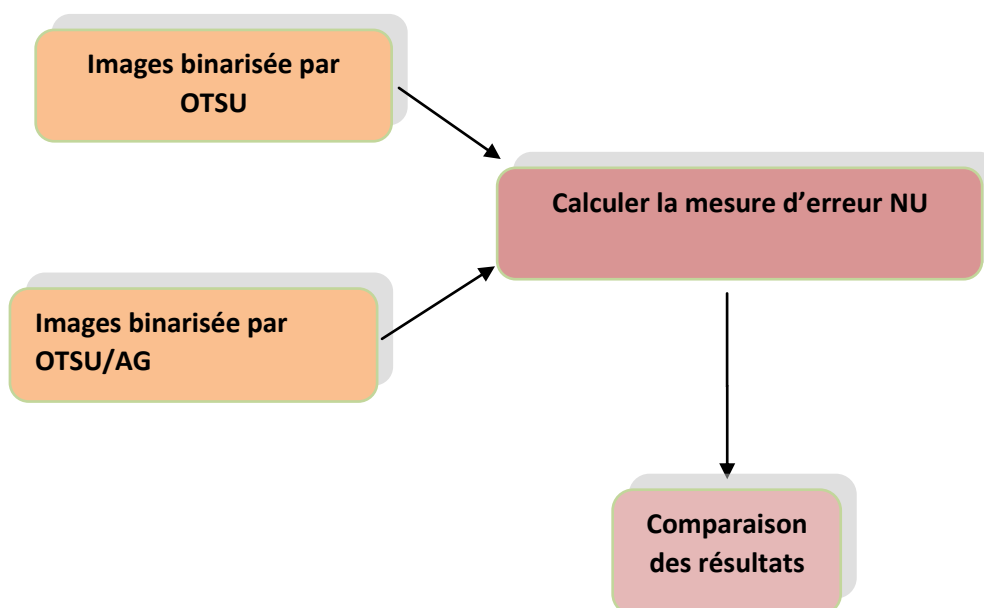 Images binarisée par
OTSU
Calculer la mesure d’erreur NU
Images binarisée par
OTSU/AG
Comparaison
des résultats